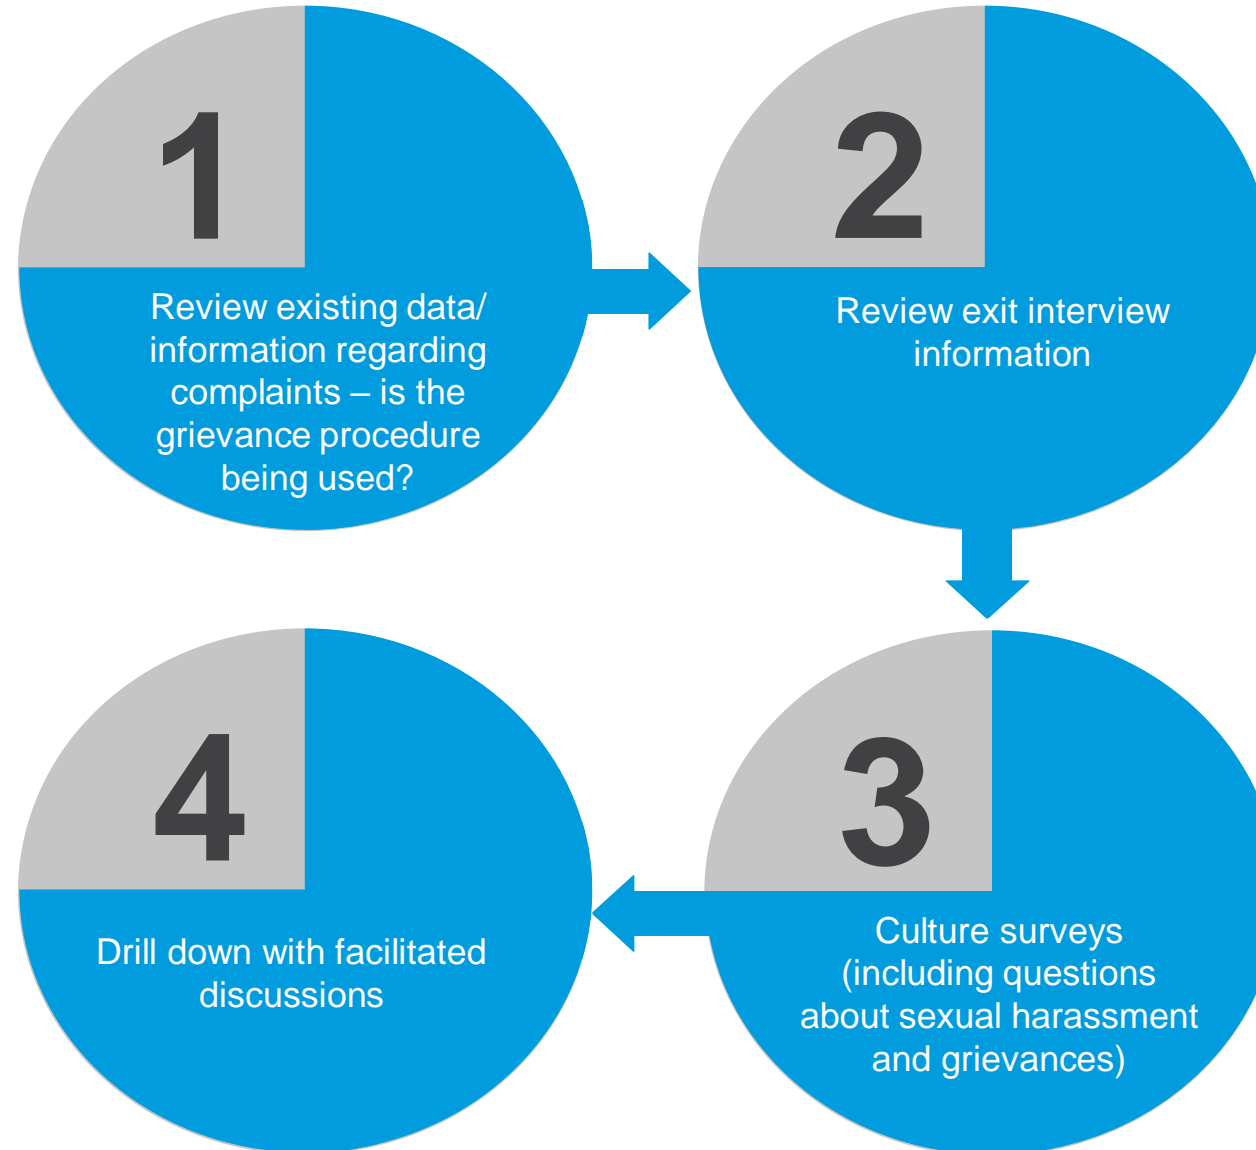 1
Review existing data/
information regarding
complaints – is the
grievance procedure
being used?
2
Review exit interview
information
3
Culture surveys
(including questions
about sexual harassment
and grievances)
4
Drill down with facilitated
discussions